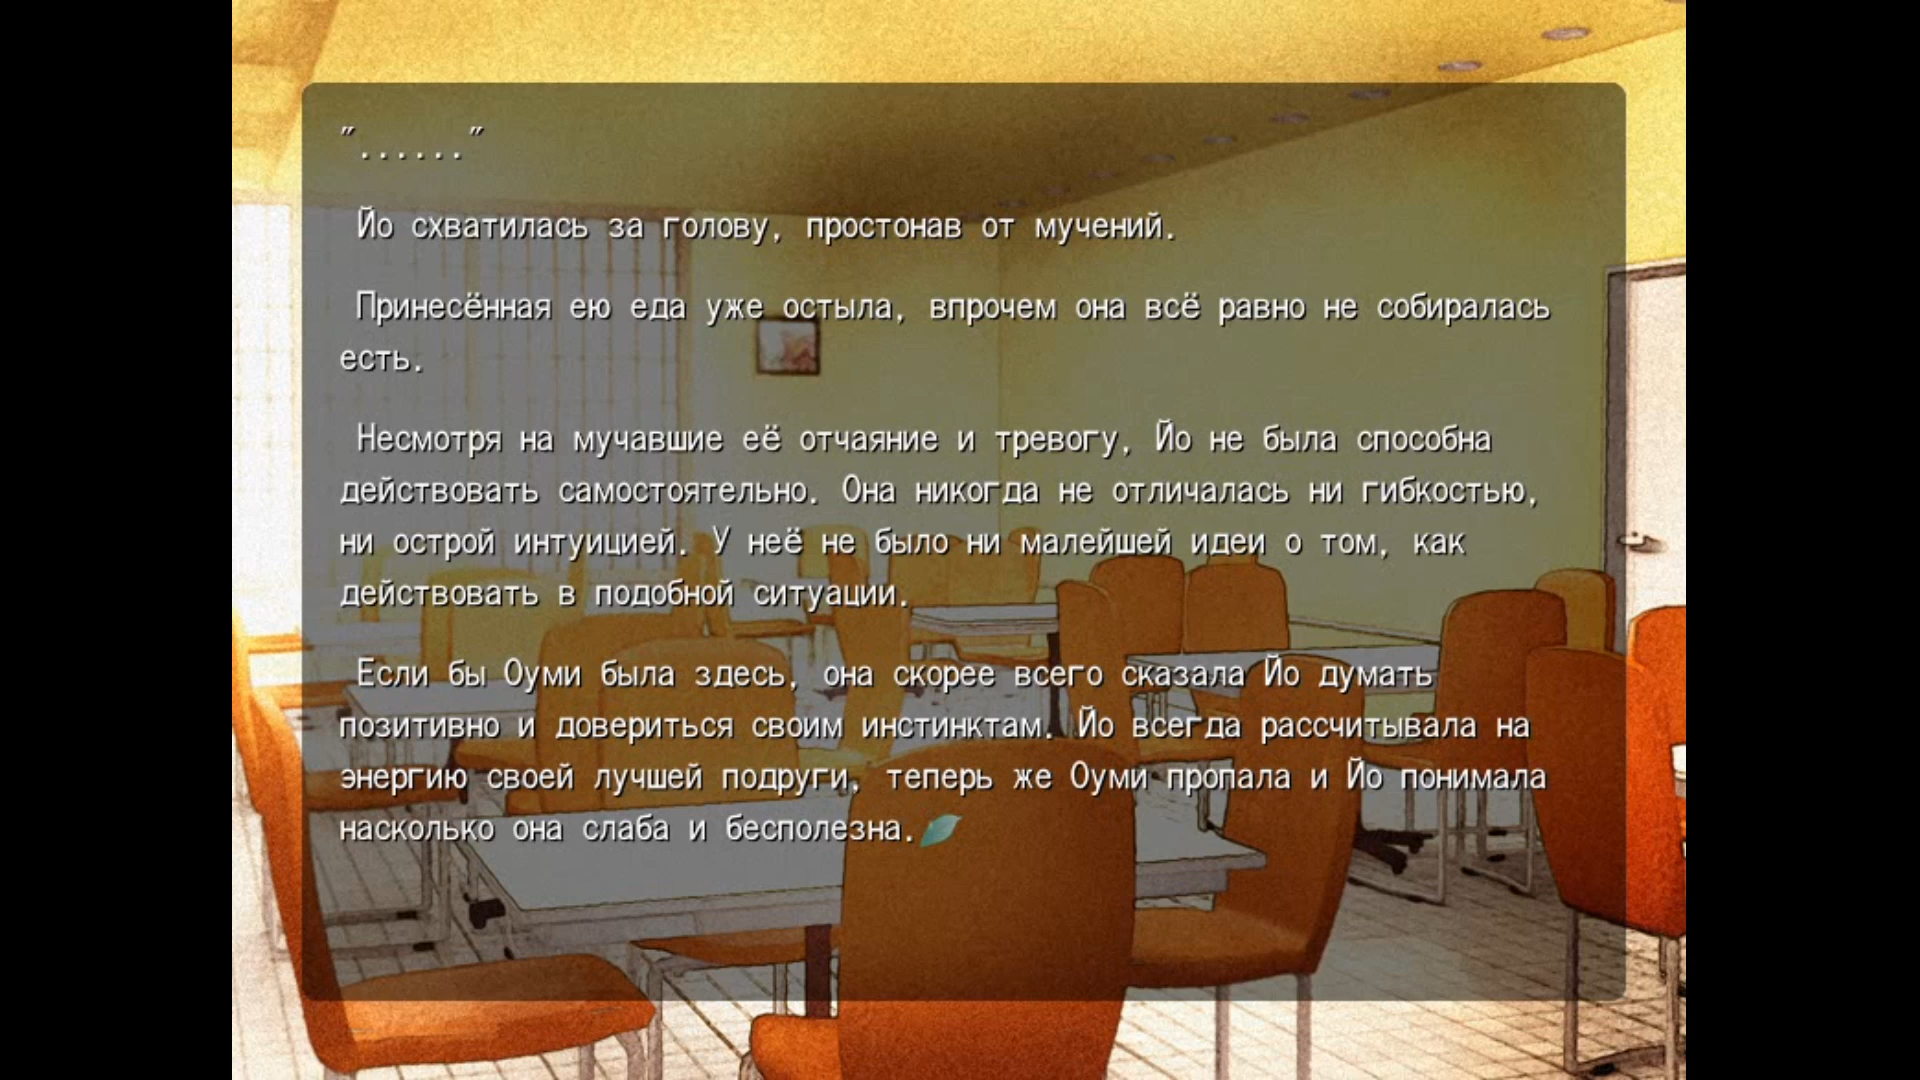 "......"
Йо схватилась за голову, простонав от мучений.
Принесённая ею еда уже остыла, впрочем она всё равно не собиралась
есть.
Несмотря на мучавшие её отчаяние и тревогу, Йо не была способна
действовать самостоятельно. Она никогда не отличалась ни гибкостью,
ни острой интуицией. У неё не было ни малейшей идеи о том, как
действовать в подобной ситуации.
Если бы Оуми была здесь, она скорее всего сказала Йо думать
позитивно и довериться своим инстинктам. Йо всегда рассчитывала на
энергию своей лучшей подруги, теперь же Оуми пропала и Йо понимала
насколько она слаба и бесполезна.